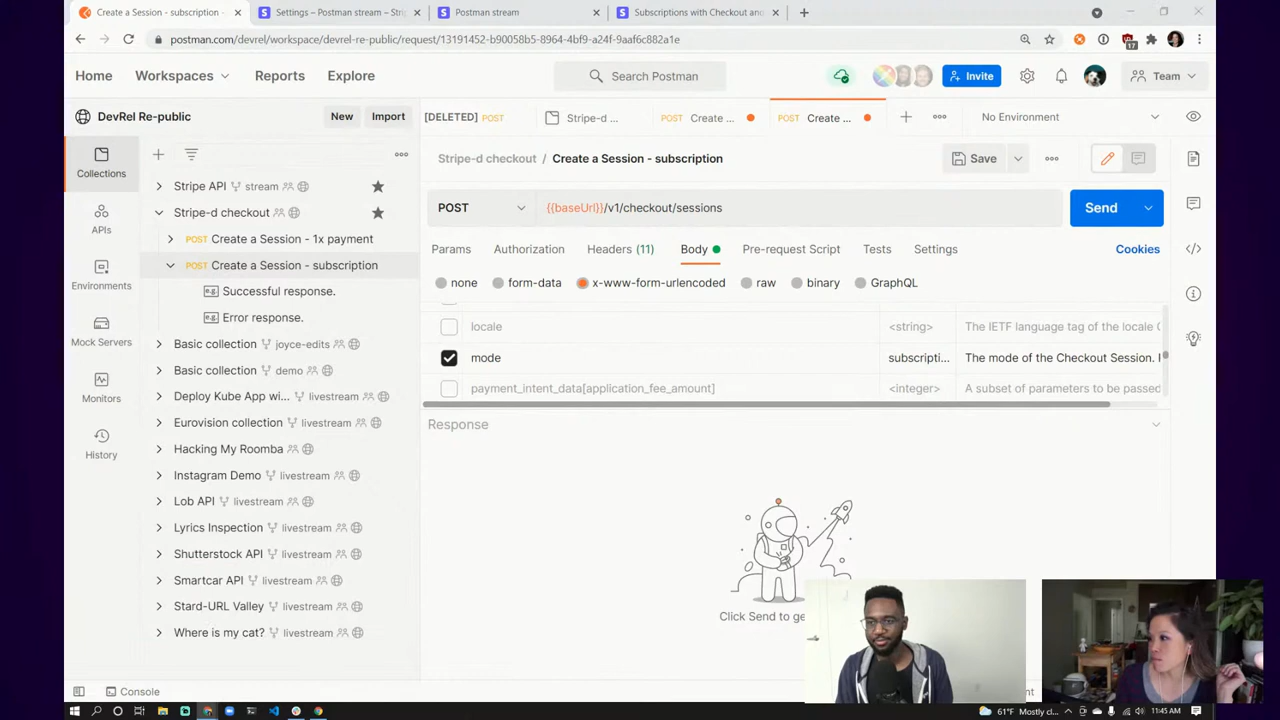 Create a Session - subscription
Settings – Postman stream – Stri
Postman stream
Subscriptions with Checkout and
postman.com/devrel/workspace/devrel-re-public/request/13191452-b90058b5-8964-4bf9-a24f-9aaf6c882a1e
17
Home
Workspaces
Reports
Explore
Search Postman
Invite
Team
DevRel Re-public
New
Import
[DELETED] POST
Stripe-d ...
POST Create ...
POST Create ...
No Environment
Collections
APIs
Environments
Mock Servers
Monitors
History
Stripe API stream
Stripe-d checkout
POST Create a Session - 1x payment
POST Create a Session - subscription
e.g. Successful response.
e.g. Error response.
Basic collection joyce-edits
Basic collection demo
Deploy Kube App wi... livestream
Eurovision collection livestream
Hacking My Roomba
Instagram Demo livestream
Lob API livestream
Lyrics Inspection livestream
Shutterstock API livestream
Smartcar API livestream
Stard-URL Valley livestream
Where is my cat? livestream
Stripe-d checkout / Create a Session - subscription
Save
POST
{{baseUrl}}/v1/checkout/sessions
Send
Params
Authorization
Headers (11)
Body
Pre-request Script
Tests
Settings
Cookies
none
form-data
x-www-form-urlencoded
raw
binary
GraphQL
locale
<string>
The IETF language tag of the locale
mode
subscripti...
The mode of the Checkout Session.
payment_intent_data[application_fee_amount]
<integer>
A subset of parameters to be passed
Response
Click Send to ge
Console
61°F Mostly cl...
11:45 AM